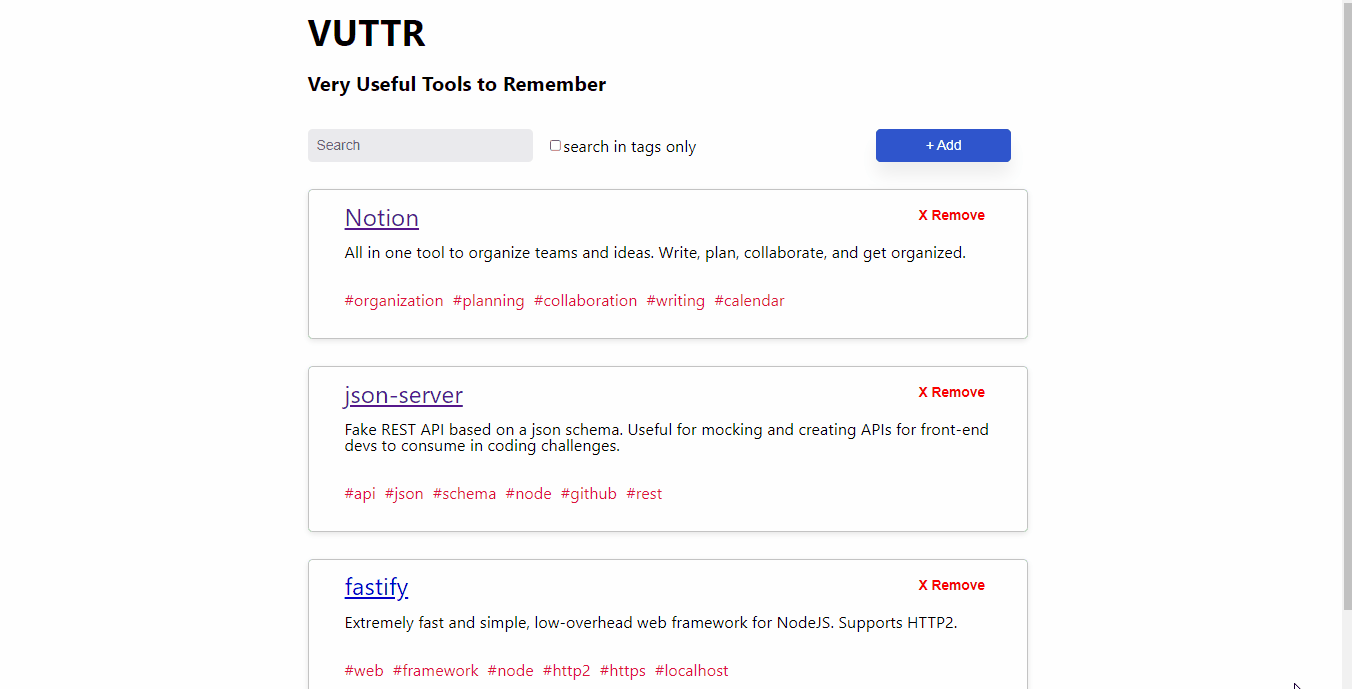 VUTTR
Very Useful Tools to Remember
Search
search in tags only
+ Add
Notion
X Remove
All in one tool to organize teams and ideas. Write, plan, collaborate, and get organized.
#organization #planning #collaboration #writing #calendar
json-server
X Remove
Fake REST API based on a json schema. Useful for mocking and creating APIs for front-end
devs to consume in coding challenges.
#api #json #schema #node #github #rest
fastify
X Remove
Extremely fast and simple, low-overhead web framework for NodeJS. Supports HTTP2.
#web #framework #node #http2 #https #localhost